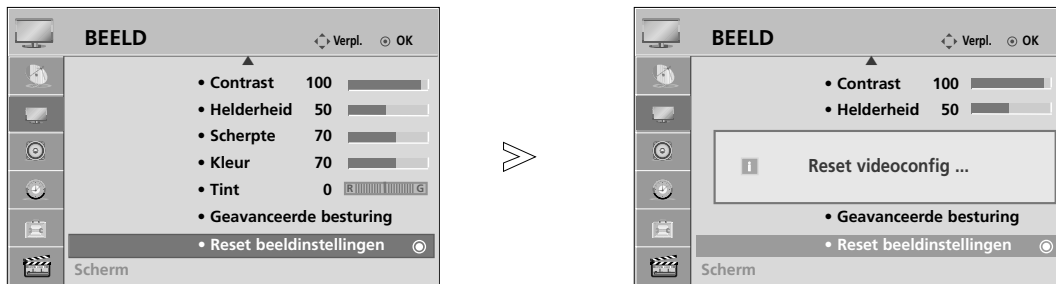 BEELD
Verpl. OK
• Contrast 100
• Helderheid 50
• Scherpte 70
• Kleur 70
• Tint 0 R G
• Geavanceerde besturing
• Reset beeldinstellingen
Scherm
BEELD
Verpl. OK
• Contrast 100
• Helderheid 50
i Reset videoconfig ...
• Geavanceerde besturing
• Reset beeldinstellingen
Scherm